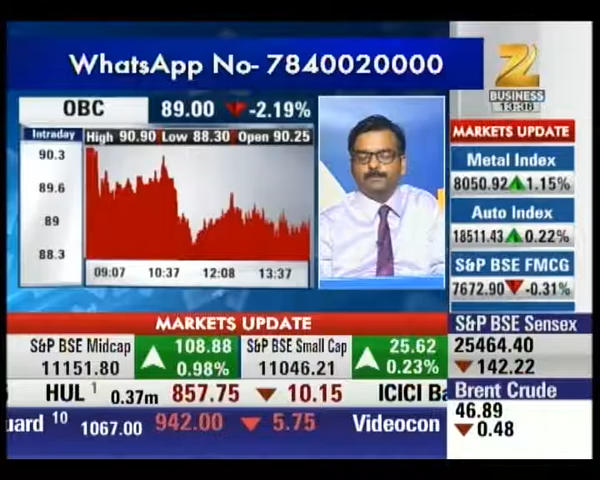 WhatsApp No- 7840020000
Z
BUSINESS
13:38
OBC 89.00 -2.19%
Intraday High 90.90 Low 88.30 Open 90.25
90.3
89.6
89
88.3
09:07 10:37 12:08 13:37
MARKETS UPDATE
Metal Index
8050.92 1.15%
Auto Index
18511.43 0.22%
S&P BSE FMCG
7672.90 -0.31%
MARKETS UPDATE
S&P BSE Midcap 108.88 S&P BSE Small Cap 25.62
11151.80 0.98% 11046.21 0.23%
S&P BSE Sensex
25464.40
142.22
Brent Crude
46.89
0.48
HUL 1 0.37m 857.75 10.15 ICICI Ba
uard 10 1067.00 942.00 5.75 Videocon